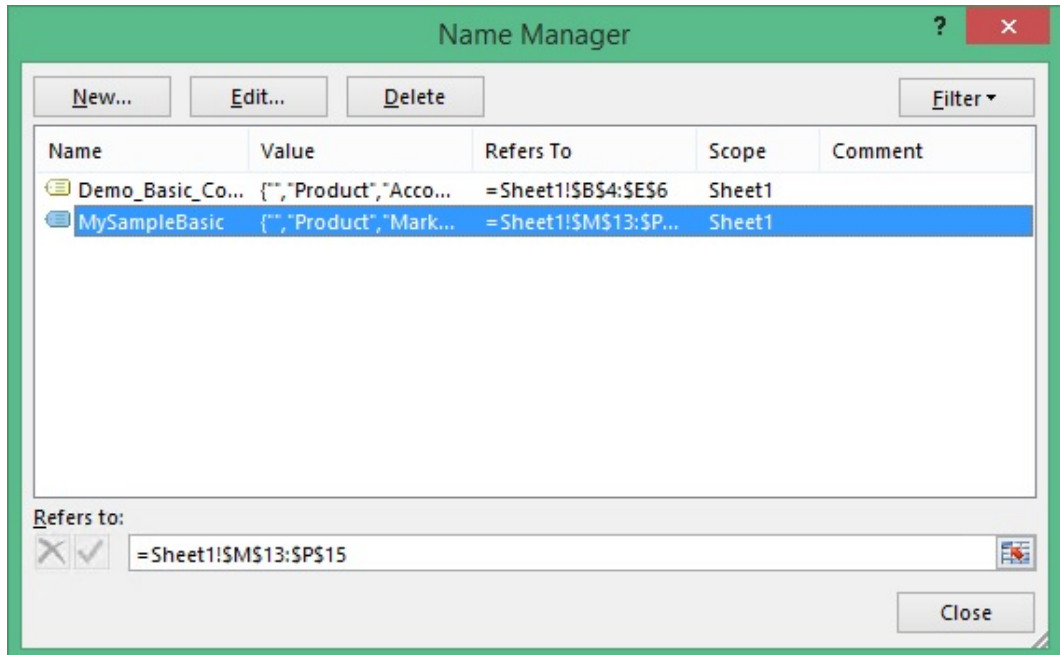 Name Manager
?
New... Edit... Delete Filter
Name Value Refers To Scope Comment
Demo_Basic_Co... {"","Product","Acco... =Sheet1!$B$4:$E$6 Sheet1
MySampleBasic {"","Product","Mark... =Sheet1!$M$13:$P... Sheet1
Refers to:
=Sheet1!$M$13:$P$15
Close